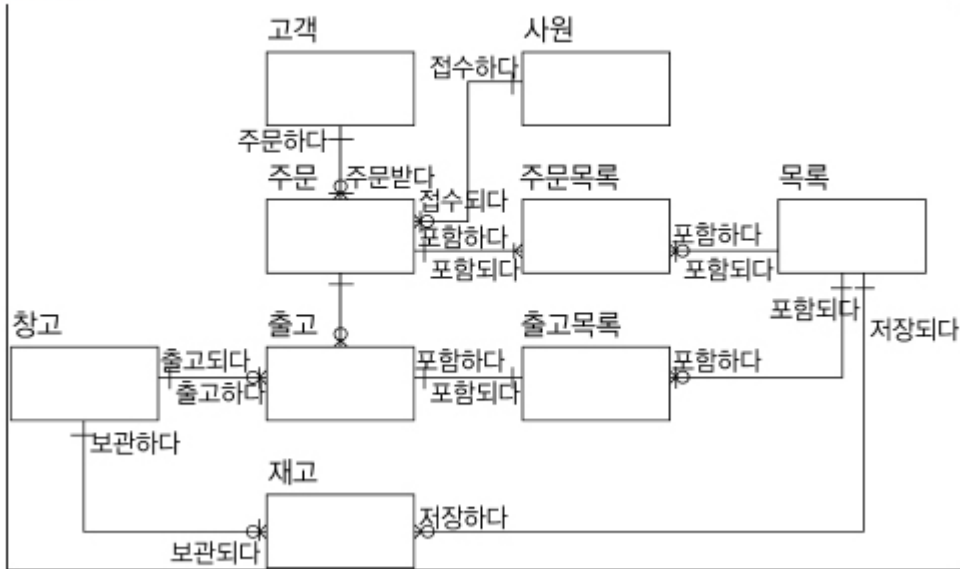 고객
사원
접수하다
주문하다
주문
주문받다
주문목록
목록
접수되다
포함하다
포함되다
포함하다
포함되다
포함되다
저장되다
창고
출고
출고목록
출고되다
출고하다
포함하다
포함되다
포함하다
보관하다
재고
저장하다
보관되다